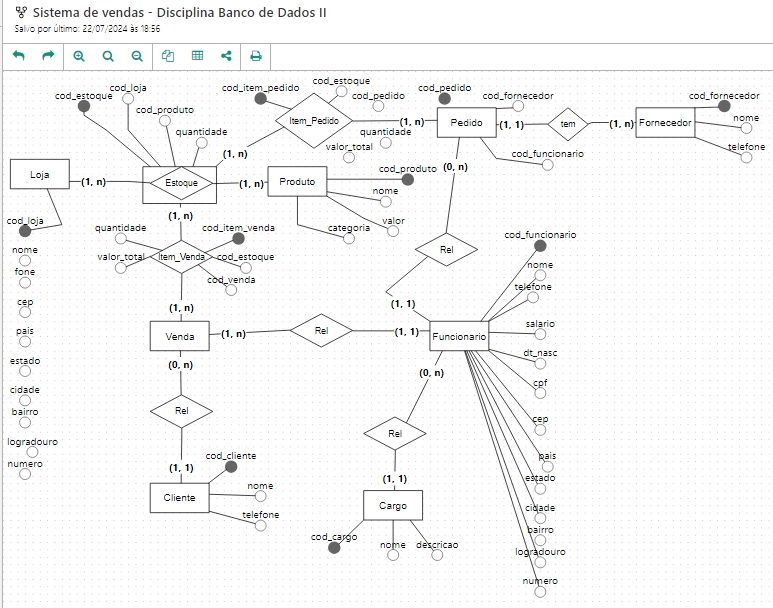 Sistema de vendas - Disciplina Banco de Dados II
Salvo por último: 22/07/2024 às 18:56
cod_estoque
cod_loja
cod_produto
quantidade
cod_item_pedido
cod_estoque
cod_pedido
quantidade
valor_total
Item_Pedido
(1, n)
(1, n)
cod_pedido
cod_fornecedor
Pedido
cod_funcionario
(1, 1)
tem
(1, n)
Fornecedor
cod_fornecedor
nome
telefone
Loja
(1, n)
Estoque
(1, n)
Produto
cod_produto
nome
valor
categoria
(0, n)
Rel
(1, 1)
cod_loja
nome
fone
cep
pais
estado
cidade
bairro
logradouro
numero
(1, n)
quantidade
cod_item_venda
valor_total
Item_Venda
cod_estoque
cod_venda
(1, n)
Venda
(1, n)
Rel
(1, 1)
Funcionario
cod_funcionario
nome
telefone
salario
dt_nasc
cpf
cep
pais
estado
cidade
bairro
logradouro
numero
(0, n)
Rel
(1, 1)
Cliente
cod_cliente
nome
telefone
(0, n)
Rel
(1, 1)
Cargo
cod_cargo
nome
descricao